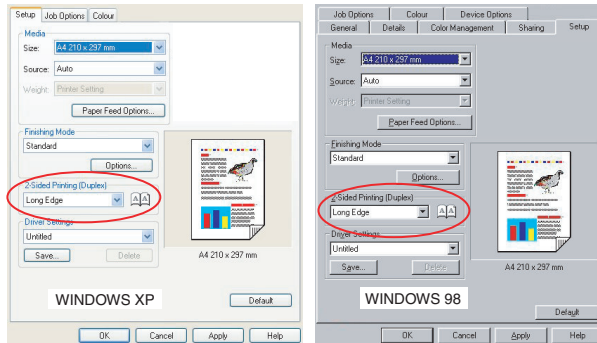 Setup Job Options Colour
Media
Size: A4 210 x 297 mm
Source: Auto
Weight: Printer Setting
Paper Feed Options...
Finishing Mode
Standard
Options...
2-Sided Printing (Duplex)
Long Edge
A A
Driver Settings
Untitled
Save... Delete
A4 210 x 297 mm
WINDOWS XP
Default
OK Cancel Apply Help
Job Options Colour Device Options
General Details Color Management Sharing Setup
Media
Size: A4 210 x 297 mm
Source: Auto
Weight: Printer Setting
Paper Feed Options...
Finishing Mode
Standard
Options...
2-Sided Printing (Duplex)
Long Edge
A A
Driver Settings
Untitled
Save... Delete
A4 210 x 297 mm
WINDOWS 98
Default
OK Cancel Apply Help